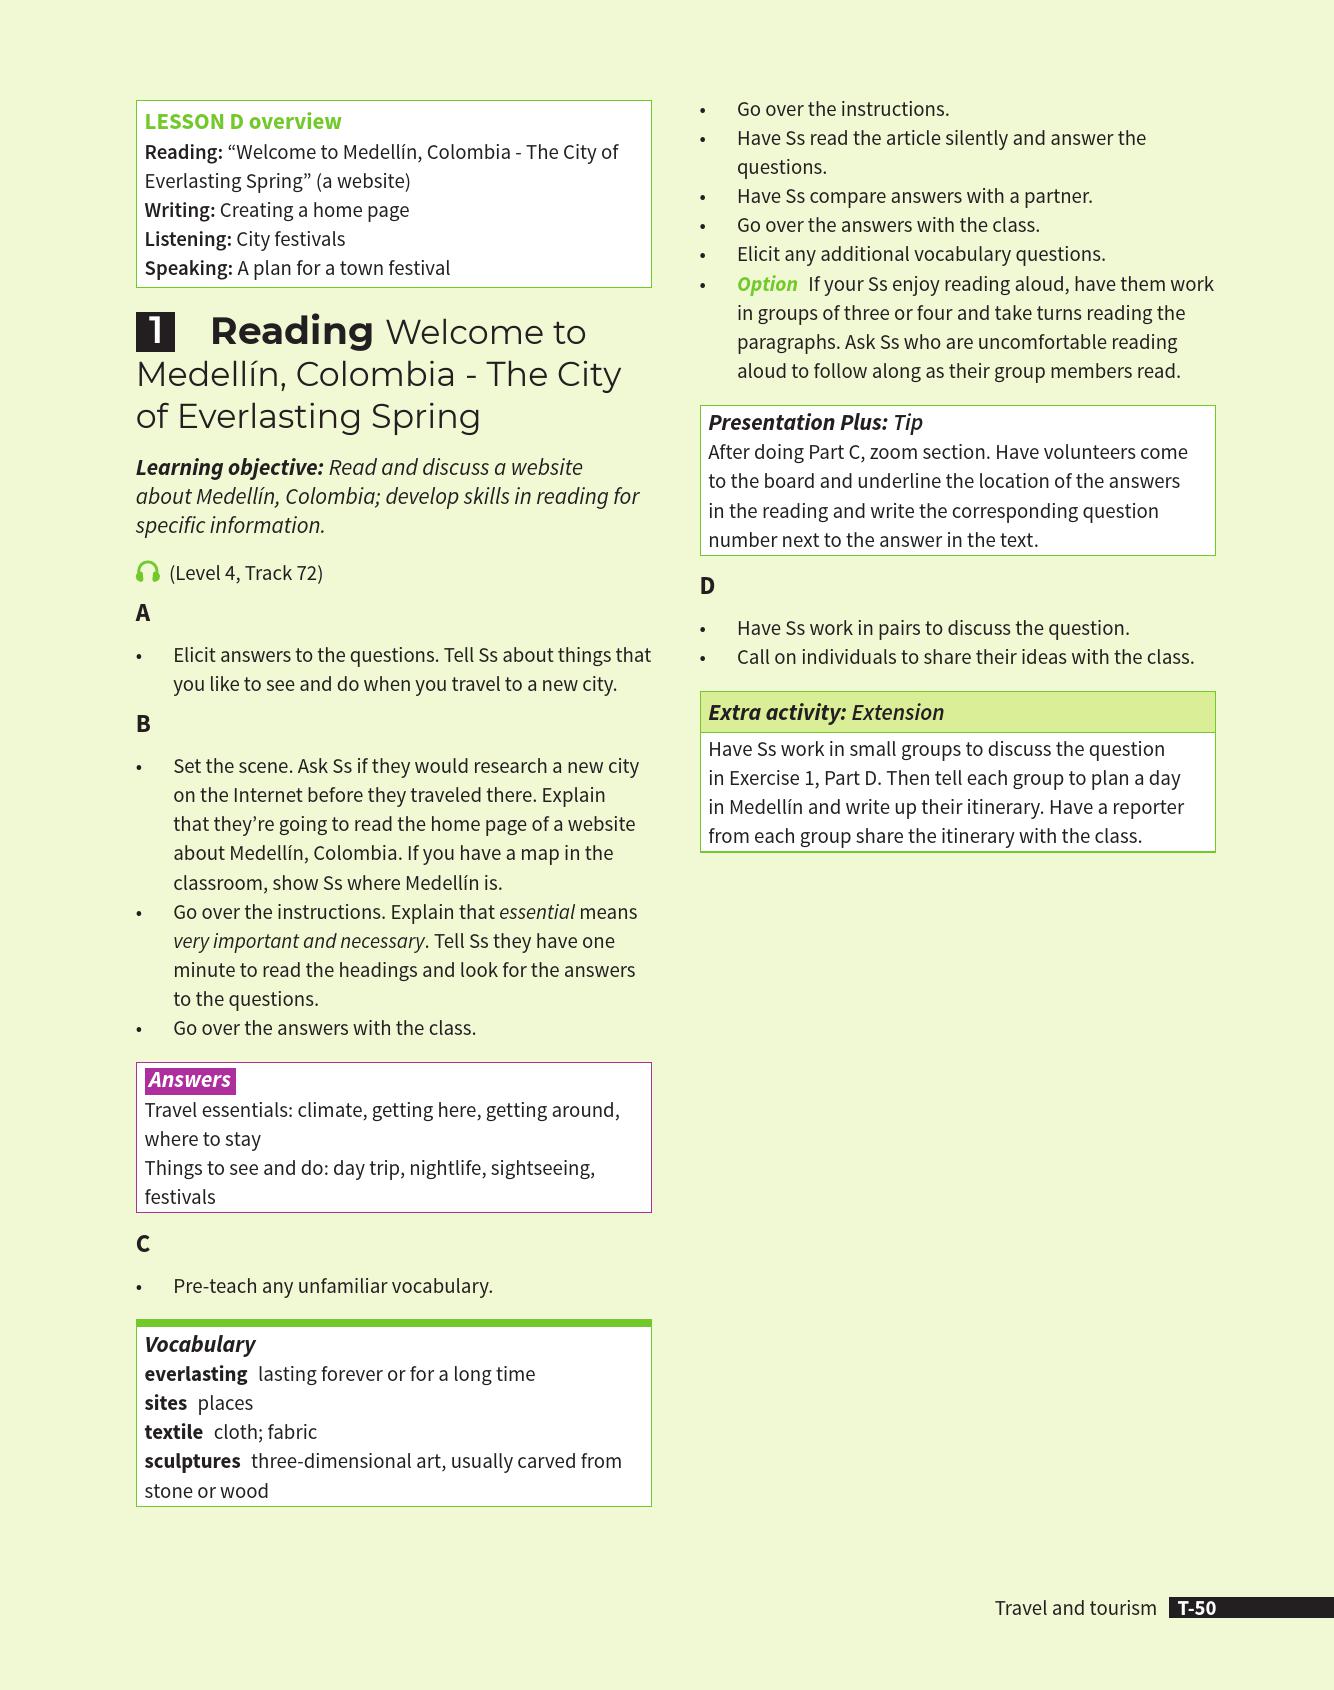 LESSON D overview
Reading: “Welcome to Medellín, Colombia - The City of
Everlasting Spring” (a website)
Writing: Creating a home page
Listening: City festivals
Speaking: A plan for a town festival
1 Reading Welcome to
Medellín, Colombia - The City
of Everlasting Spring
Learning objective: Read and discuss a website
about Medellín, Colombia; develop skills in reading for
specific information.
(Level 4, Track 72)
A
• Elicit answers to the questions. Tell Ss about things that
you like to see and do when you travel to a new city.
B
• Set the scene. Ask Ss if they would research a new city
on the Internet before they traveled there. Explain
that they’re going to read the home page of a website
about Medellín, Colombia. If you have a map in the
classroom, show Ss where Medellín is.
• Go over the instructions. Explain that essential means
very important and necessary. Tell Ss they have one
minute to read the headings and look for the answers
to the questions.
• Go over the answers with the class.
Answers
Travel essentials: climate, getting here, getting around,
where to stay
Things to see and do: day trip, nightlife, sightseeing,
festivals
C
• Pre-teach any unfamiliar vocabulary.
Vocabulary
everlasting lasting forever or for a long time
sites places
textile cloth; fabric
sculptures three-dimensional art, usually carved from
stone or wood
• Go over the instructions.
• Have Ss read the article silently and answer the
questions.
• Have Ss compare answers with a partner.
• Go over the answers with the class.
• Elicit any additional vocabulary questions.
• Option If your Ss enjoy reading aloud, have them work
in groups of three or four and take turns reading the
paragraphs. Ask Ss who are uncomfortable reading
aloud to follow along as their group members read.
Presentation Plus: Tip
After doing Part C, zoom section. Have volunteers come
to the board and underline the location of the answers
in the reading and write the corresponding question
number next to the answer in the text.
D
• Have Ss work in pairs to discuss the question.
• Call on individuals to share their ideas with the class.
Extra activity: Extension
Have Ss work in small groups to discuss the question
in Exercise 1, Part D. Then tell each group to plan a day
in Medellín and write up their itinerary. Have a reporter
from each group share the itinerary with the class.
Travel and tourism T-50